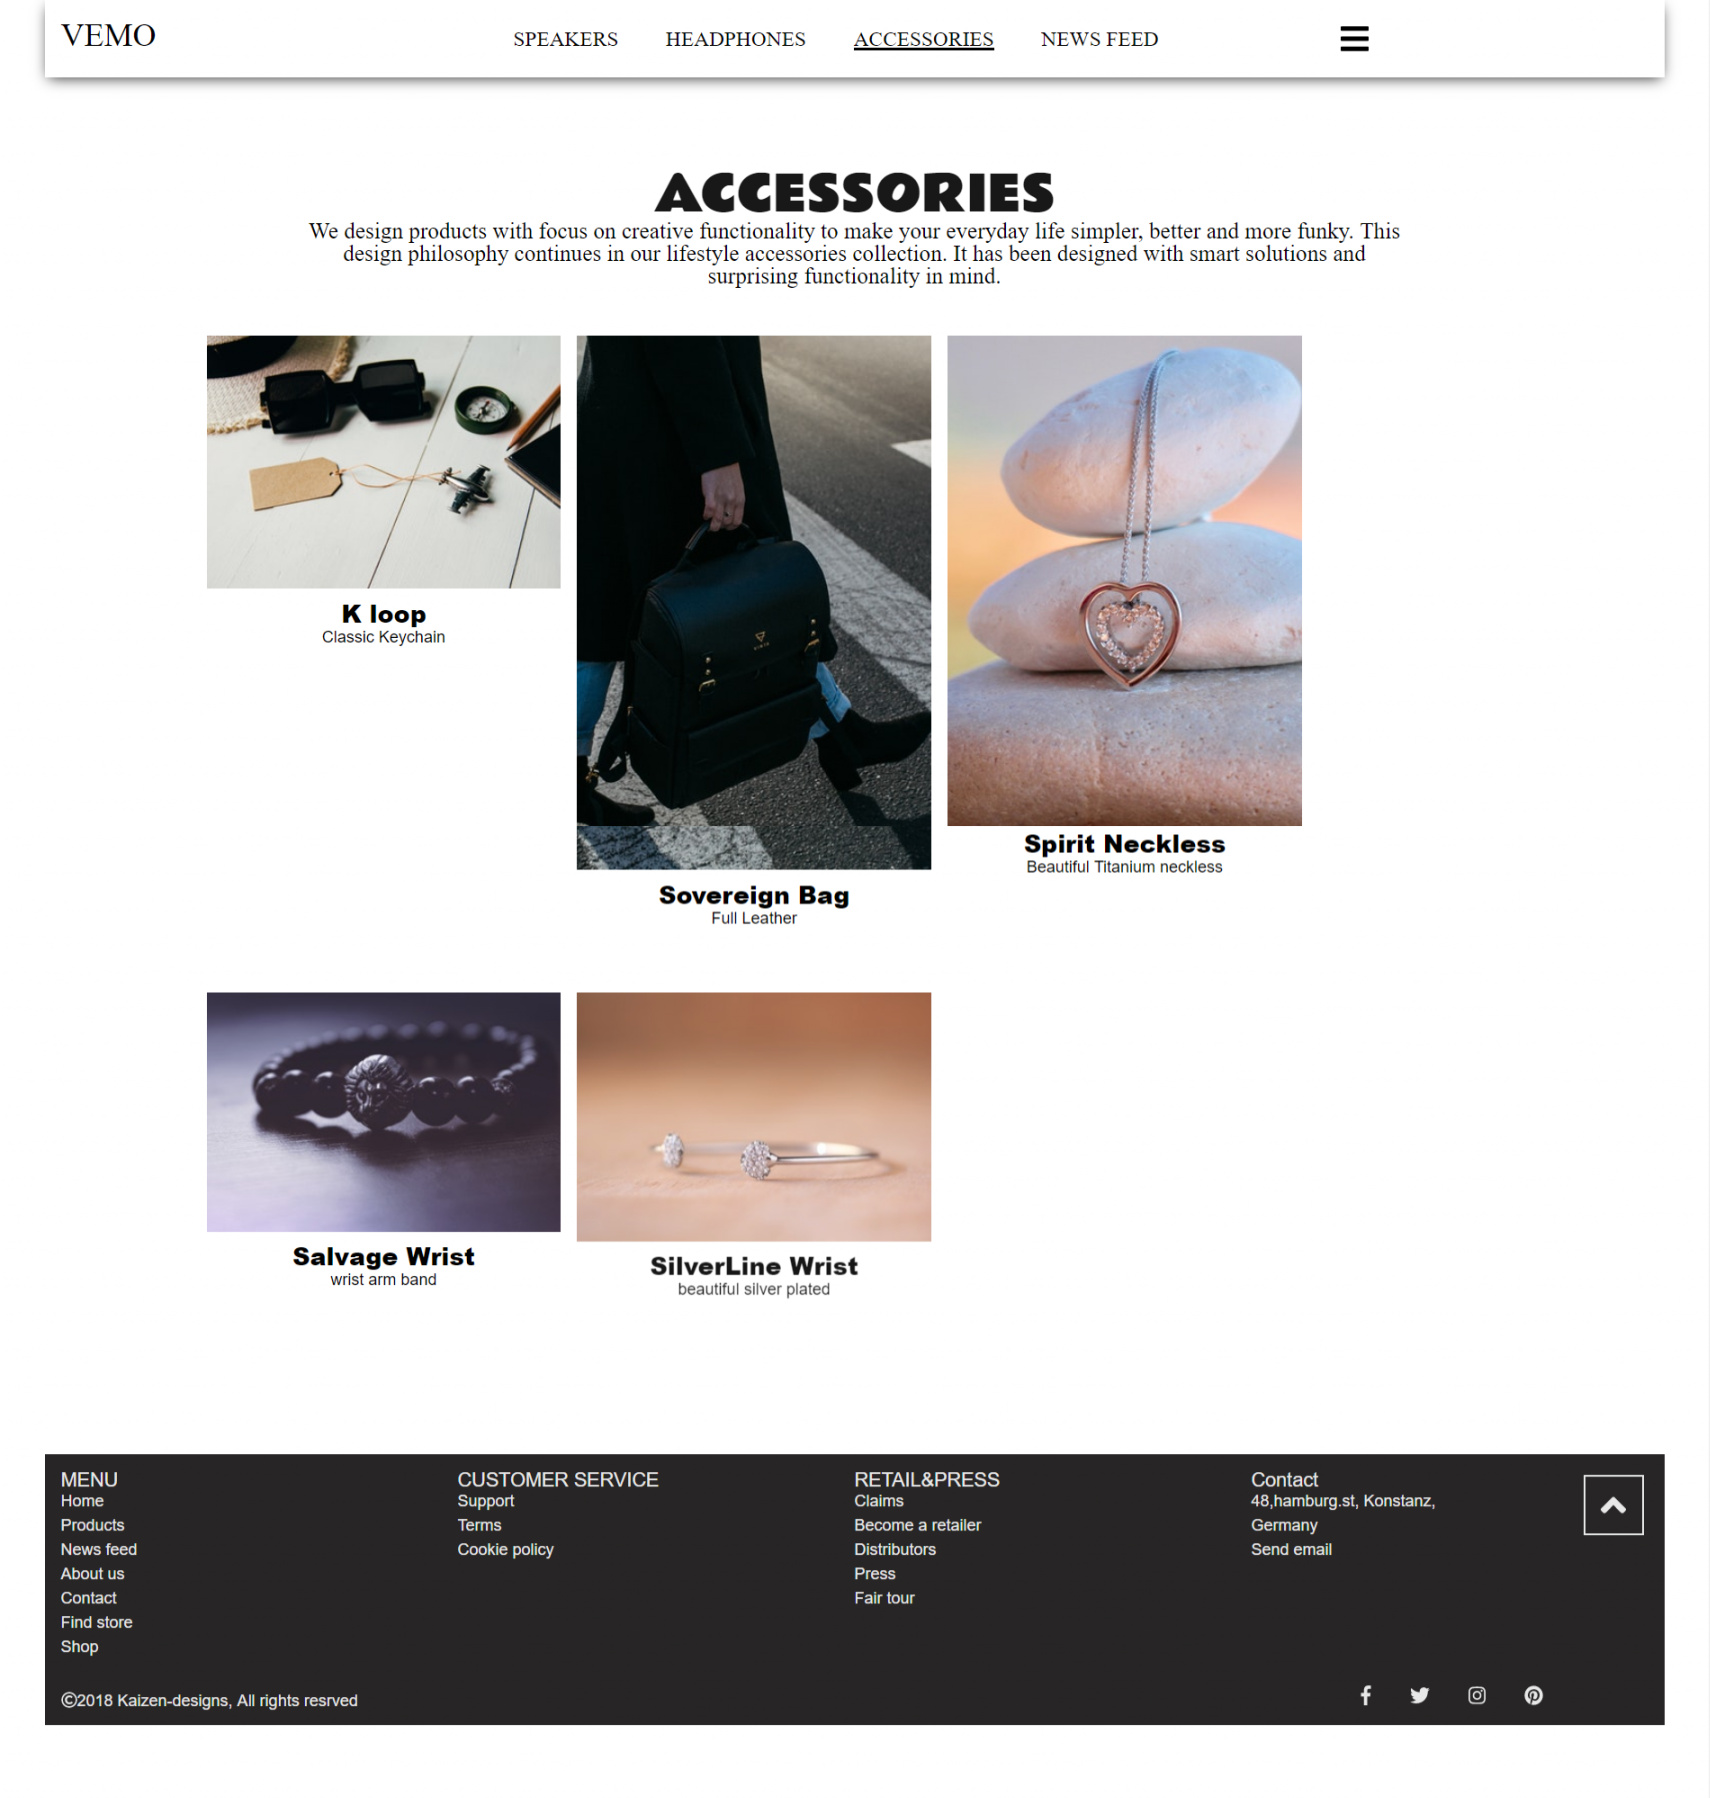 VEMO
SPEAKERS HEADPHONES ACCESSORIES NEWS FEED
ACCESSORIES
We design products with focus on creative functionality to make your everyday life simpler, better and more funky. This
design philosophy continues in our lifestyle accessories collection. It has been designed with smart solutions and
surprising functionality in mind.
K loop
Classic Keychain
Sovereign Bag
Full Leather
Spirit Neckless
Beautiful Titanium neckless
Salvage Wrist
wrist arm band
SilverLine Wrist
beautiful silver plated
MENU
Home
Products
News feed
About us
Contact
Find store
Shop
CUSTOMER SERVICE
Support
Terms
Cookie policy
RETAIL&PRESS
Claims
Become a retailer
Distributors
Press
Fair tour
Contact
48,hamburg.st, Konstanz,
Germany
Send email
©2018 Kaizen-designs, All rights resrved